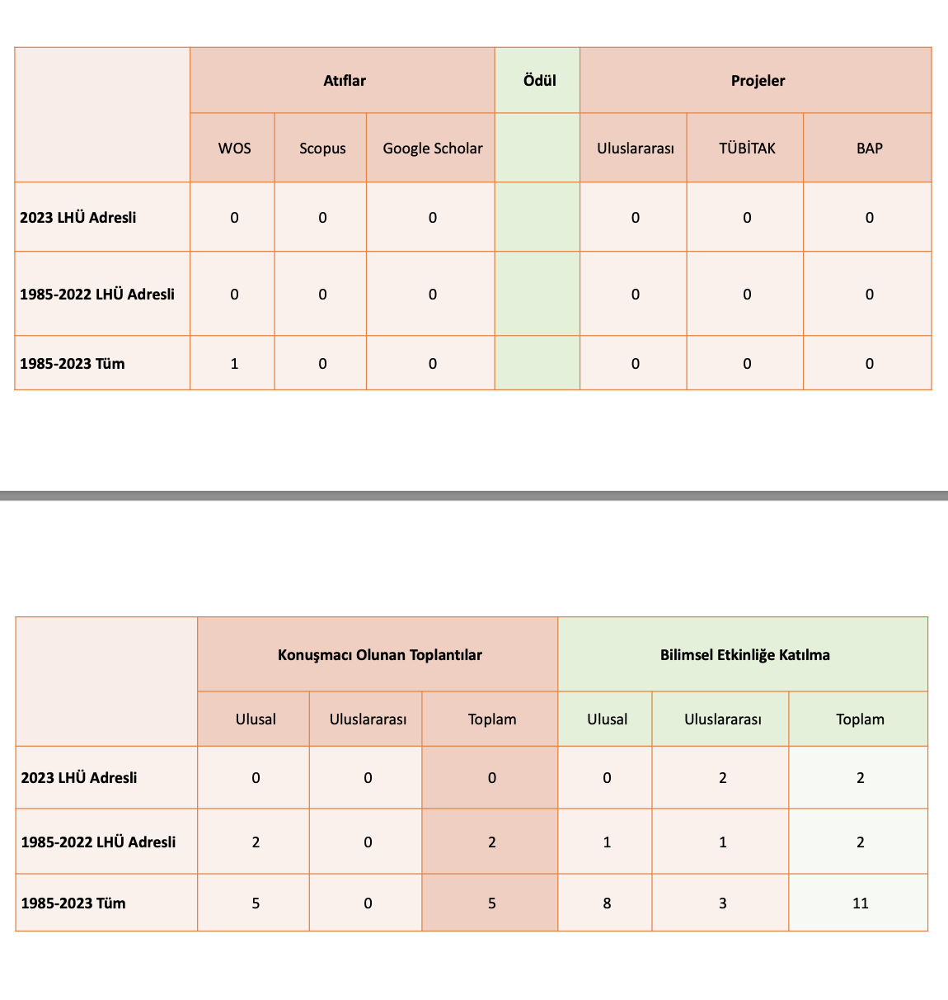 Atıflar Ödül Projeler
WOS Scopus Google Scholar Uluslararası TÜBİTAK BAP
2023 LHÜ Adresli 0 0 0 0 0 0
1985-2022 LHÜ Adresli 0 0 0 0 0 0
1985-2023 Tüm 1 0 0 0 0 0
Konuşmacı Olunan Toplantılar Bilimsel Etkinliğe Katılma
Ulusal Uluslararası Toplam Ulusal Uluslararası Toplam
2023 LHÜ Adresli 0 0 0 0 2 2
1985-2022 LHÜ Adresli 2 0 2 1 1 2
1985-2023 Tüm 5 0 5 8 3 11